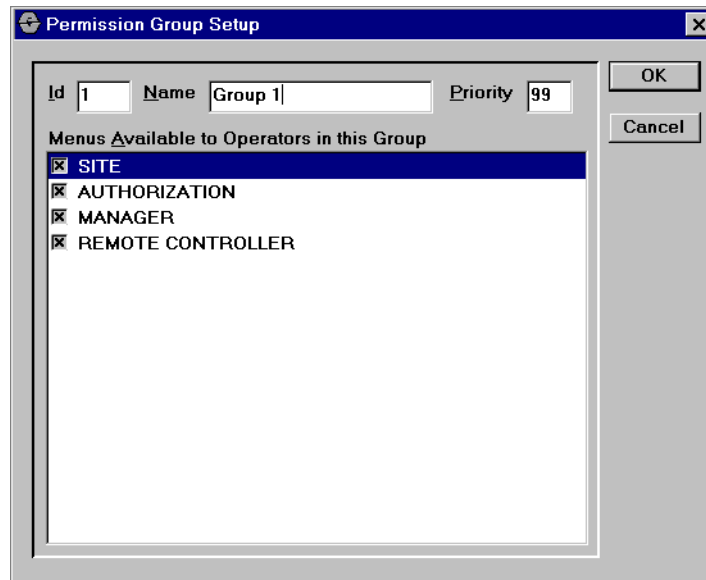 Permission Group Setup
Id 1 Name Group 1 Priority 99
OK
Cancel
Menus Available to Operators in this Group
SITE
AUTHORIZATION
MANAGER
REMOTE CONTROLLER